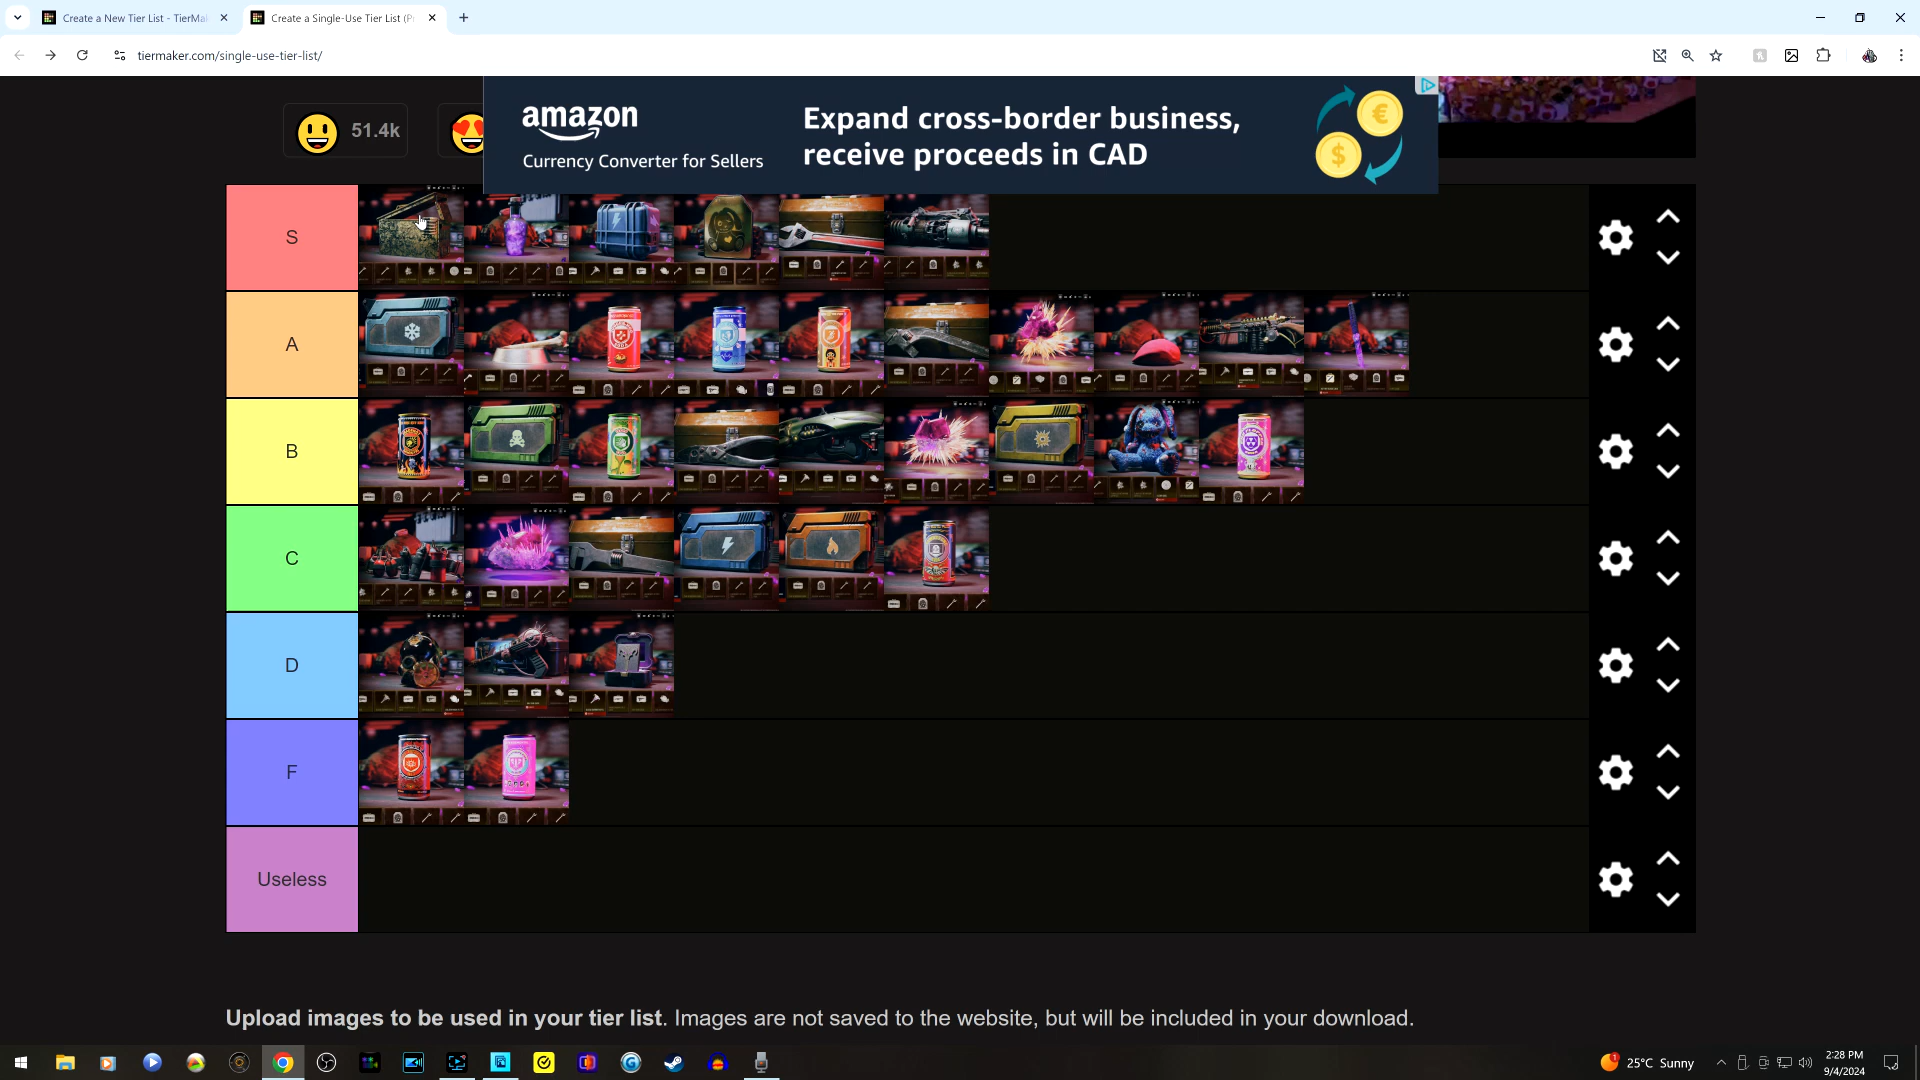 Create a New Tier List - TierMa
Create a Single-Use Tier List (P
tiermaker.com/single-use-tier-list/
51.4k
amazon
Currency Converter for Sellers
Expand cross-border business,
receive proceeds in CAD
S
A
B
C
D
F
Useless
Upload images to be used in your tier list. Images are not saved to the website, but will be included in your download.
25°C Sunny
2:28 PM
9/4/2024